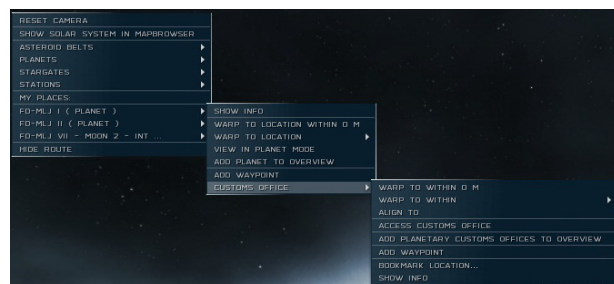 RESET CAMERA
SHOW SOLAR SYSTEM IN MAPBROWSER
ASTEROID BELTS
PLANETS
STARGATES
STATIONS
MY PLACES:
FD-MLJ I ( PLANET )
FD-MLJ II ( PLANET )
FD-MLJ VII - MOON 2 - INT ...
HIDE ROUTE
SHOW INFO
WARP TO LOCATION WITHIN 0 M
WARP TO LOCATION
VIEW IN PLANET MODE
ADD PLANET TO OVERVIEW
ADD WAYPOINT
CUSTOMS OFFICE
WARP TO WITHIN 0 M
WARP TO WITHIN
ALIGN TO
ACCESS CUSTOMS OFFICE
ADD PLANETARY CUSTOMS OFFICES TO OVERVIEW
ADD WAYPOINT
BOOKMARK LOCATION...
SHOW INFO